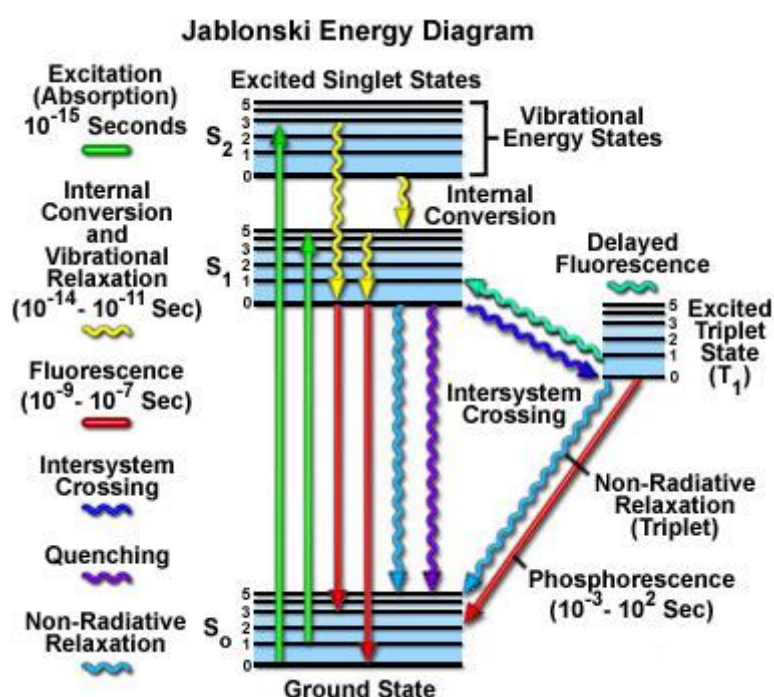 Jablonski Energy Diagram
Excitation
(Absorption)
10⁻¹⁵ Seconds
Internal
Conversion
and
Vibrational
Relaxation
(10⁻¹⁴- 10⁻¹¹ Sec)
Fluorescence
(10⁻⁹- 10⁻⁷ Sec)
Intersystem
Crossing
Quenching
Non-Radiative
Relaxation
Excited Singlet States
S₂
5
3
2
1
0
Vibrational
Energy States
Internal
Conversion
S₁
5
3
2
1
0
Delayed
Fluorescence
5
3
2
1
0
Excited
Triplet
State
(T₁)
Intersystem
Crossing
Non-Radiative
Relaxation
(Triplet)
Phosphorescence
(10⁻³- 10² Sec)
S₀
5
3
2
1
0
Ground State